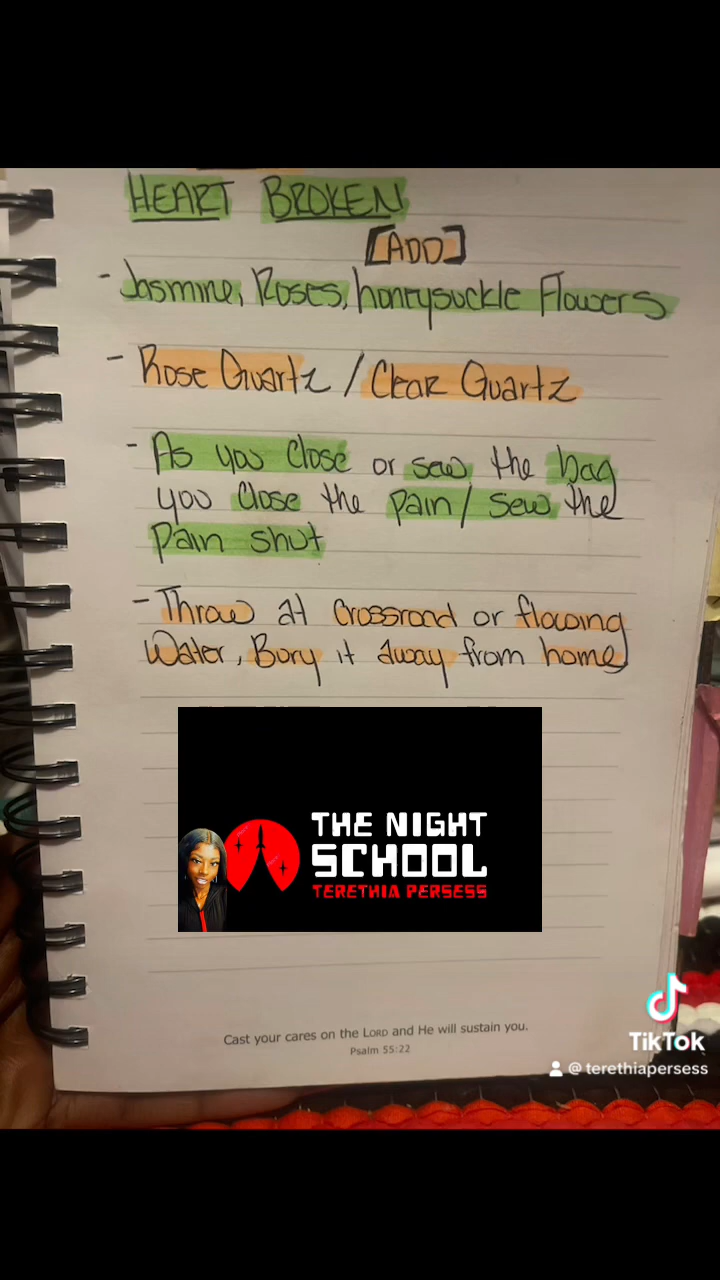 HEART BROKEN
[ADD]
- Jasmine, Roses, honeysuckle Flowers
- Rose Quartz / Clear Quartz
- As you Close or sew the bag
you Close the pain / Sew the
Pain shut
- Throw at Crossroad or flowing
Water, Bury it away from home
THE NIGHT
SCHOOL
TERETHIA PERSESS
Cast your cares on the LORD and He will sustain you.
Psalm 55:22
TikTok
@terethiapersess